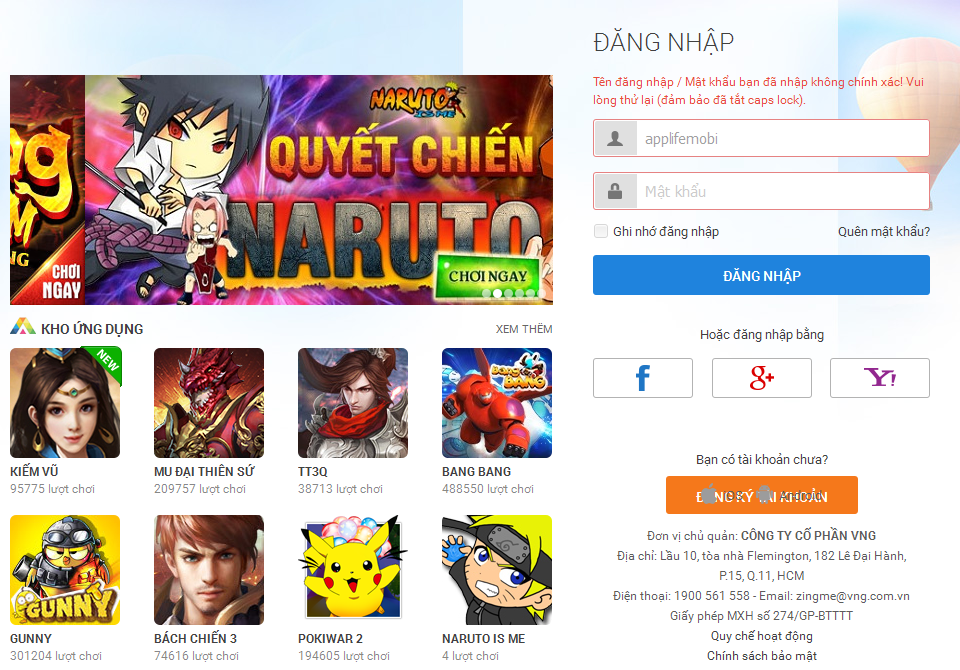 ĐĂNG NHẬP
Tên đăng nhập / Mật khẩu bạn đã nhập không chính xác! Vui
lòng thử lại (đảm bảo đã tắt caps lock).
applifemobi
Mật khẩu
Ghi nhớ đăng nhập
Quên mật khẩu?
ĐĂNG NHẬP
Hoặc đăng nhập bằng
f
g+
Y!
Bạn có tài khoản chưa?
ĐĂNG KÝ TÀI KHOẢN
iOS
Android
Đơn vị chủ quản: CÔNG TY CỔ PHẦN VNG
Địa chỉ: Lầu 10, tòa nhà Flemington, 182 Lê Đại Hành,
P.15, Q.11, HCM
Điện thoại: 1900 561 558 - Email: zingme@vng.com.vn
Giấy phép MXH số 274/GP-BTTTT
Quy chế hoạt động
Chính sách bảo mật
CHƠI
NGAY
NARUTO
IS ME
QUYẾT CHIẾN
NARUTO
CHƠI NGAY
KHO ỨNG DỤNG
XEM THÊM
NEW
BANG BANG
KIẾM VŨ
95775 lượt chơi
MU ĐẠI THIÊN SỨ
209757 lượt chơi
TT3Q
38713 lượt chơi
BANG BANG
488550 lượt chơi
GUNNY
GUNNY
301204 lượt chơi
BÁCH CHIẾN 3
74616 lượt chơi
POKIWAR 2
194605 lượt chơi
NARUTO IS ME
4 lượt chơi